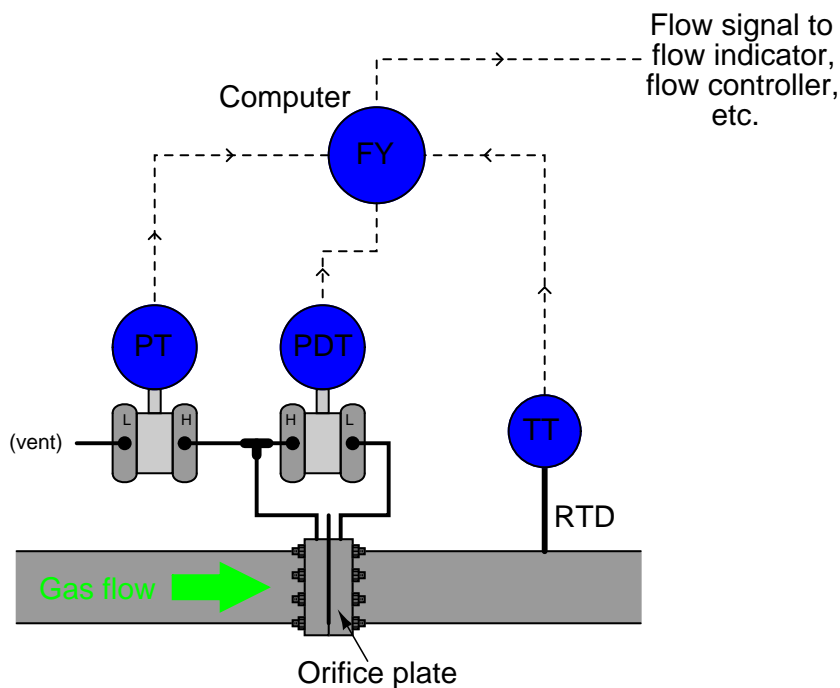 Flow signal to
flow indicator,
flow controller,
etc.
Computer
FY
PT
PDT
TT
L
H
H
L
(vent)
RTD
Gas flow
Orifice plate